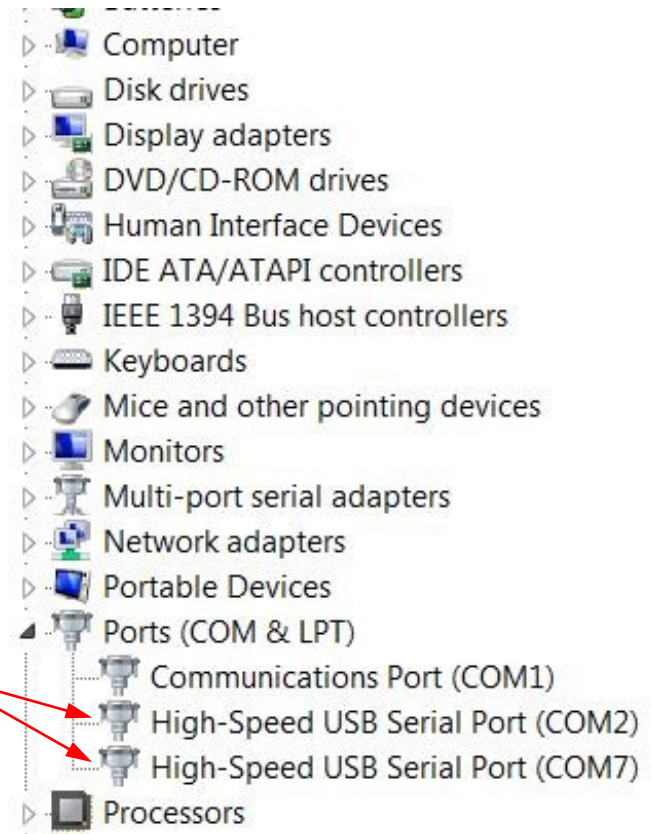 Computer
Disk drives
Display adapters
DVD/CD-ROM drives
Human Interface Devices
IDE ATA/ATAPI controllers
IEEE 1394 Bus host controllers
Keyboards
Mice and other pointing devices
Monitors
Multi-port serial adapters
Network adapters
Portable Devices
Ports (COM & LPT)
Communications Port (COM1)
High-Speed USB Serial Port (COM2)
High-Speed USB Serial Port (COM7)
Processors